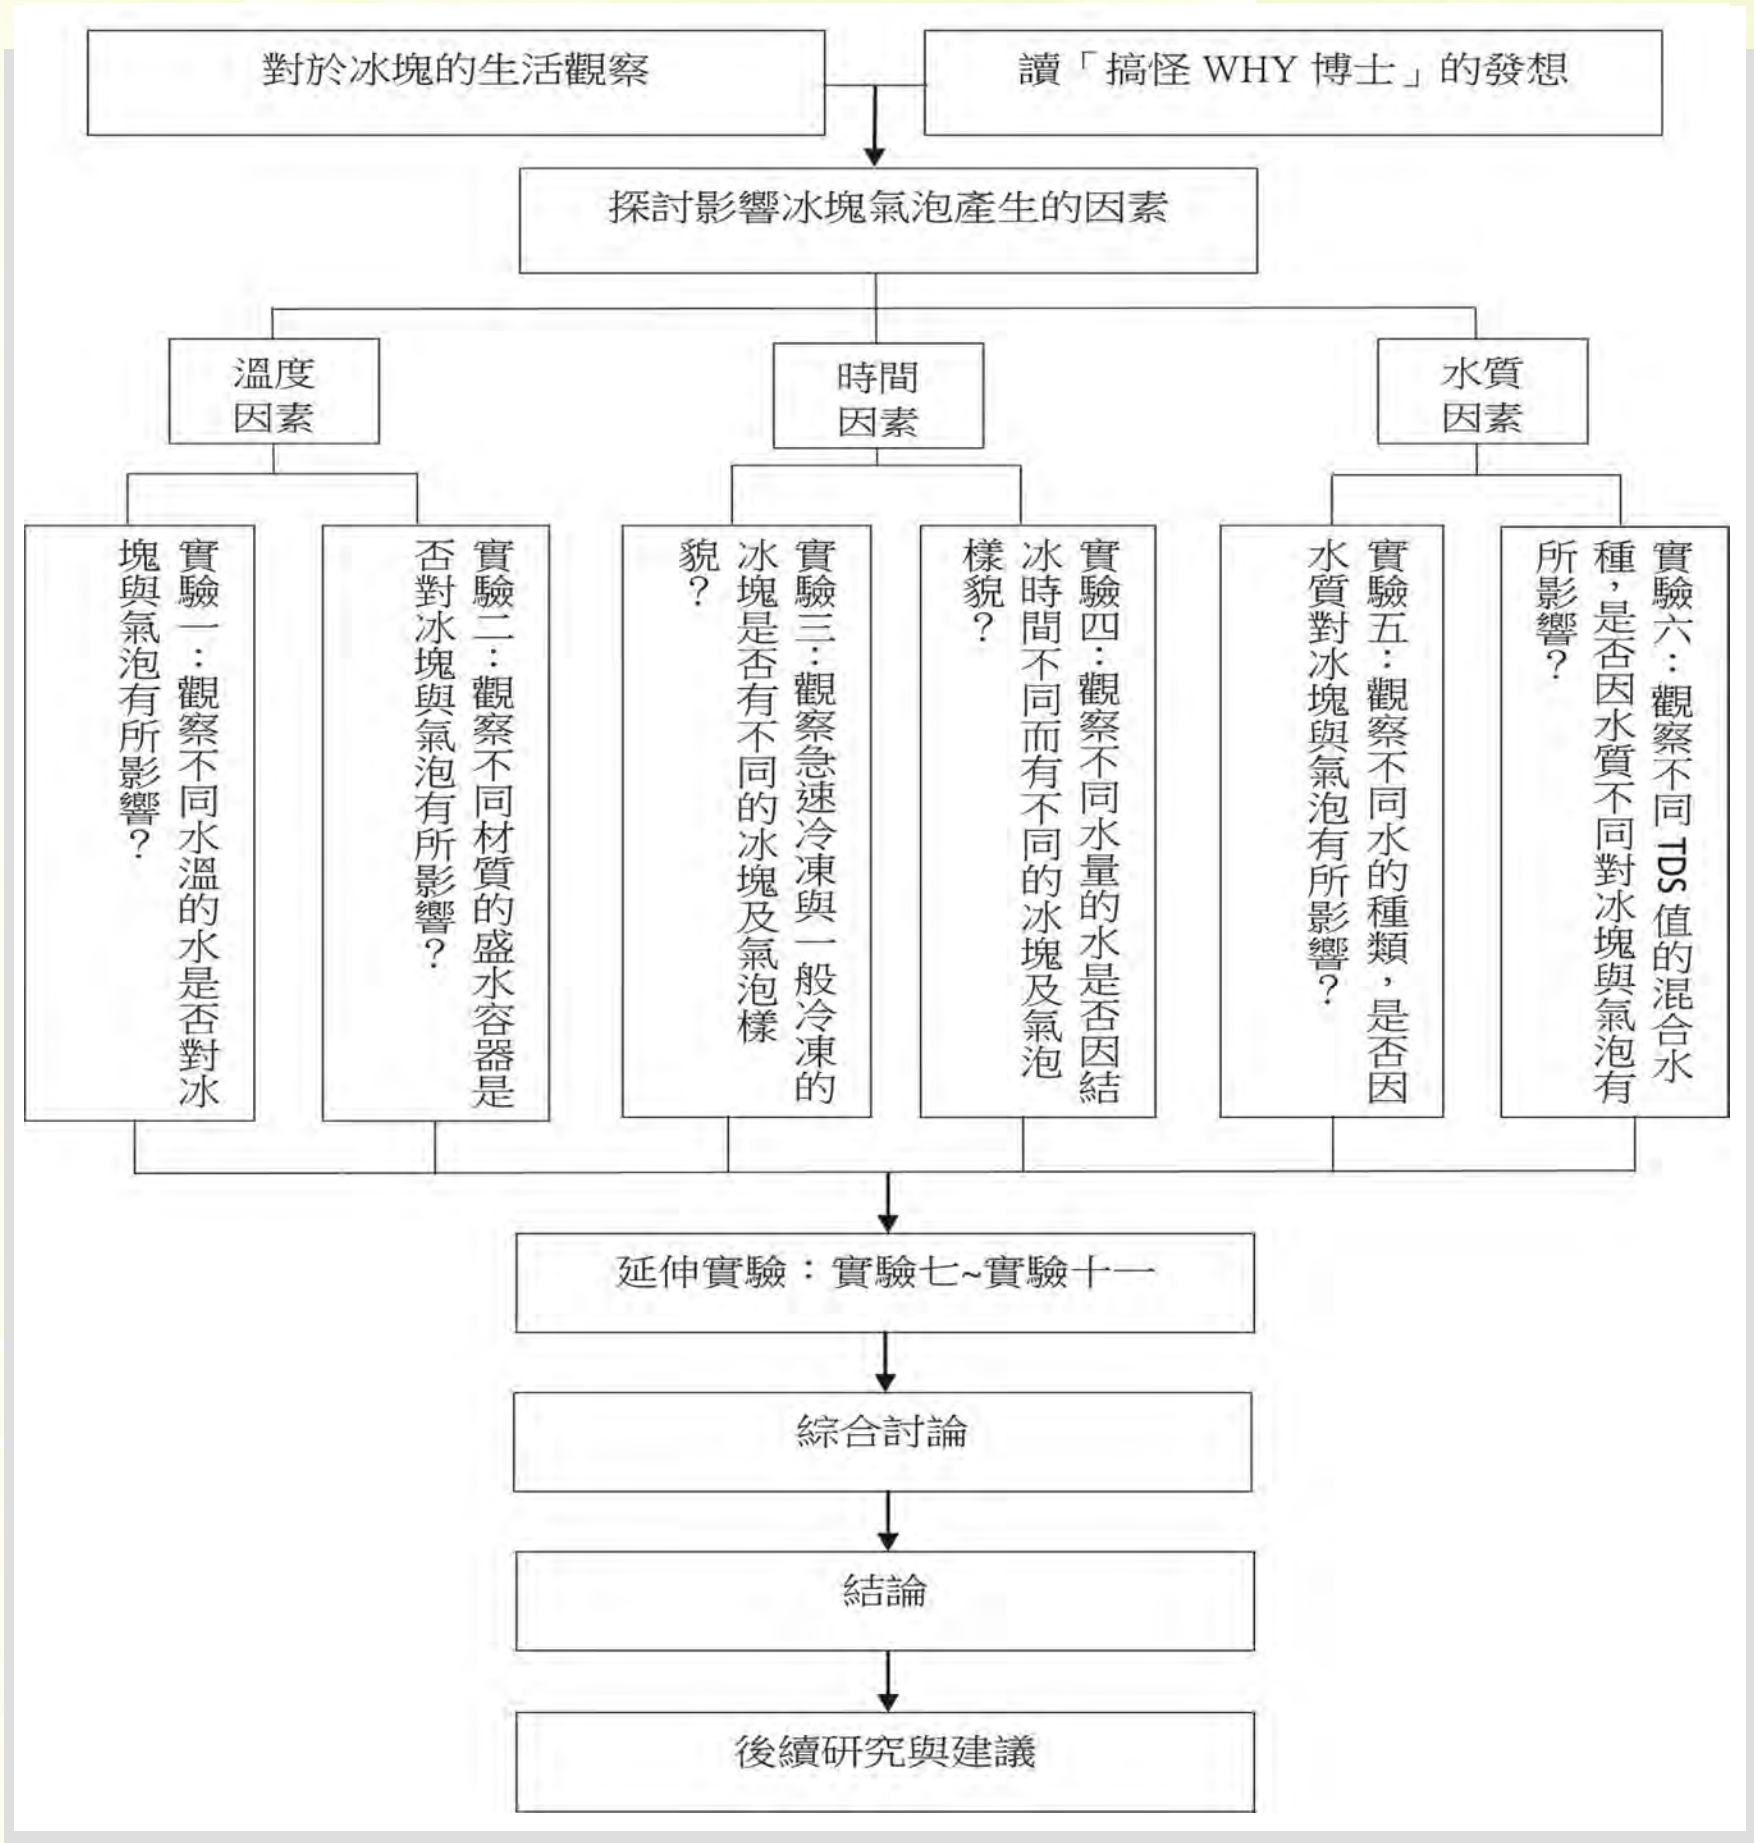 對於冰塊的生活觀察
讀「搞怪 WHY 博士」的發想
探討影響冰塊氣泡產生的因素
溫度
因素
時間
因素
水質
因素
實驗一：觀察不同水溫的水是否對冰
塊與氣泡有所影響？
實驗二：觀察不同材質的盛水容器是
否對冰塊與氣泡有所影響？
實驗三：觀察急速冷凍與一般冷凍的
冰塊是否有不同的冰塊及氣泡樣
貌？
實驗四：觀察不同水量的水是否因結
冰時間不同而有不同的冰塊及氣泡
樣貌？
實驗五：觀察不同水的種類，是否因
水質對冰塊與氣泡有所影響？
實驗六：觀察不同 TDS 值的混合水
種，是否因水質不同對冰塊與氣泡有
所影響？
延伸實驗：實驗七~實驗十一
綜合討論
結論
後續研究與建議